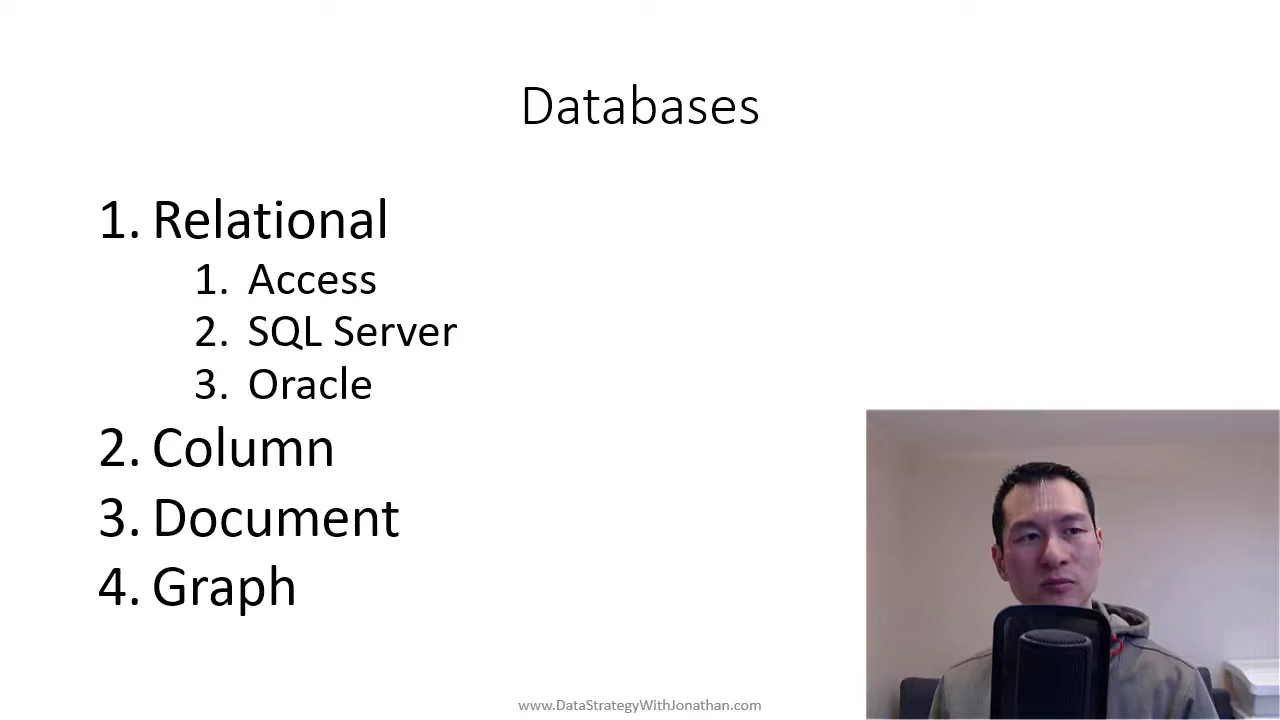 Databases
1. Relational
1. Access
2. SQL Server
3. Oracle
2. Column
3. Document
4. Graph
www.DataStrategyWithJonathan.com